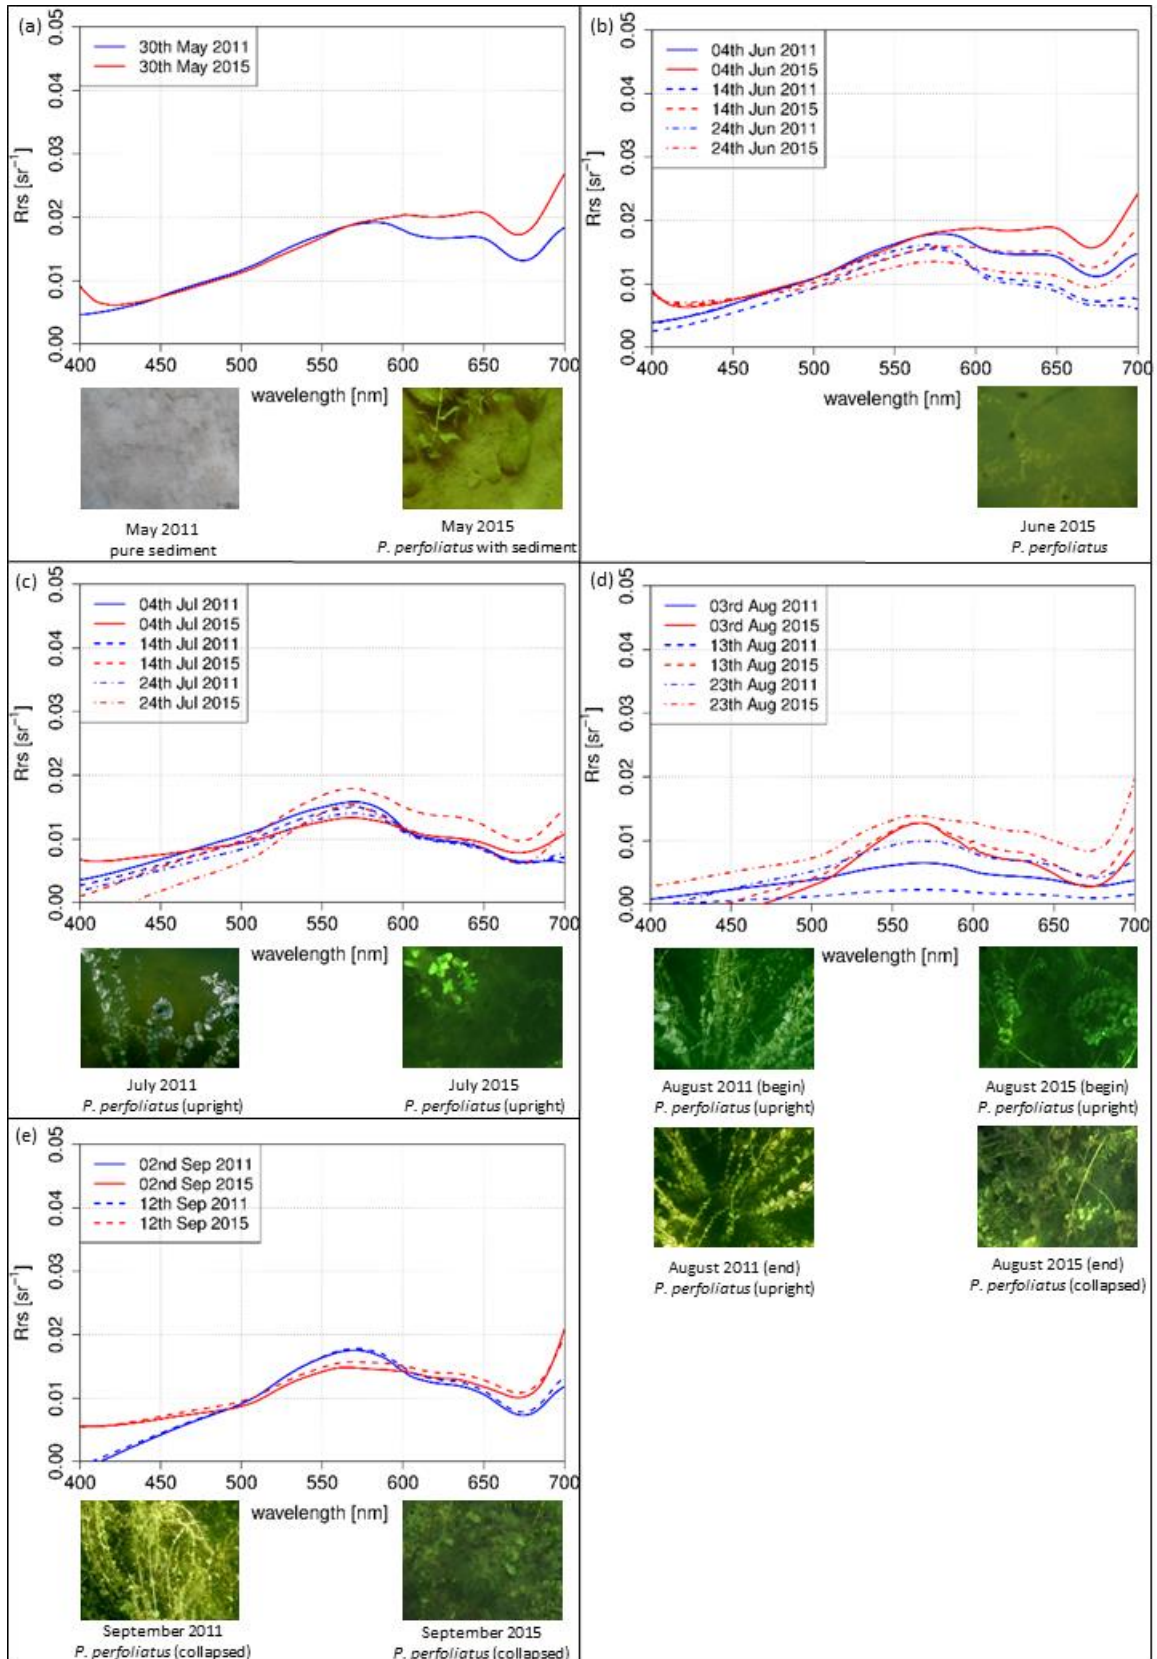 (a)
30th May 2011
30th May 2015
0.05
0.04
0.03
0.02
0.01
0.00
Rrs [sr⁻¹]
400 450 500 550 600 650 700
wavelength [nm]
May 2011
pure sediment
May 2015
P. perfoliatus with sediment
(b)
04th Jun 2011
04th Jun 2015
14th Jun 2011
14th Jun 2015
24th Jun 2011
24th Jun 2015
0.05
0.04
0.03
0.02
0.01
0.00
Rrs [sr⁻¹]
400 450 500 550 600 650 700
wavelength [nm]
June 2015
P. perfoliatus
(c)
04th Jul 2011
04th Jul 2015
14th Jul 2011
14th Jul 2015
24th Jul 2011
24th Jul 2015
0.05
0.04
0.03
0.02
0.01
0.00
Rrs [sr⁻¹]
400 450 500 550 600 650 700
wavelength [nm]
July 2011
P. perfoliatus (upright)
July 2015
P. perfoliatus (upright)
(d)
03rd Aug 2011
03rd Aug 2015
13th Aug 2011
13th Aug 2015
23th Aug 2011
23th Aug 2015
0.05
0.04
0.03
0.02
0.01
0.00
Rrs [sr⁻¹]
400 450 500 550 600 650 700
wavelength [nm]
August 2011 (begin)
P. perfoliatus (upright)
August 2015 (begin)
P. perfoliatus (upright)
August 2011 (end)
P. perfoliatus (upright)
August 2015 (end)
P. perfoliatus (collapsed)
(e)
02nd Sep 2011
02nd Sep 2015
12th Sep 2011
12th Sep 2015
0.05
0.04
0.03
0.02
0.01
0.00
Rrs [sr⁻¹]
400 450 500 550 600 650 700
wavelength [nm]
September 2011
P. perfoliatus (collapsed)
September 2015
P. perfoliatus (collapsed)